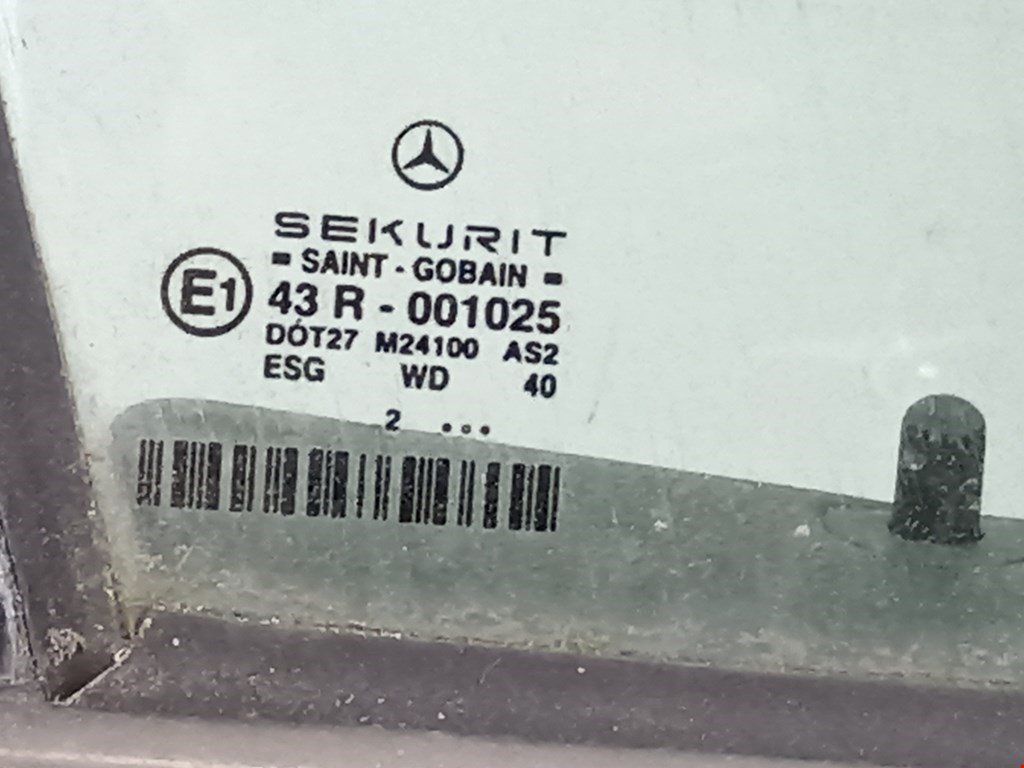 SEKURIT
= SAINT - GOBAIN =
E1 43 R - 001025
DOT27 M24100 AS2
ESG WD 40
2 ...